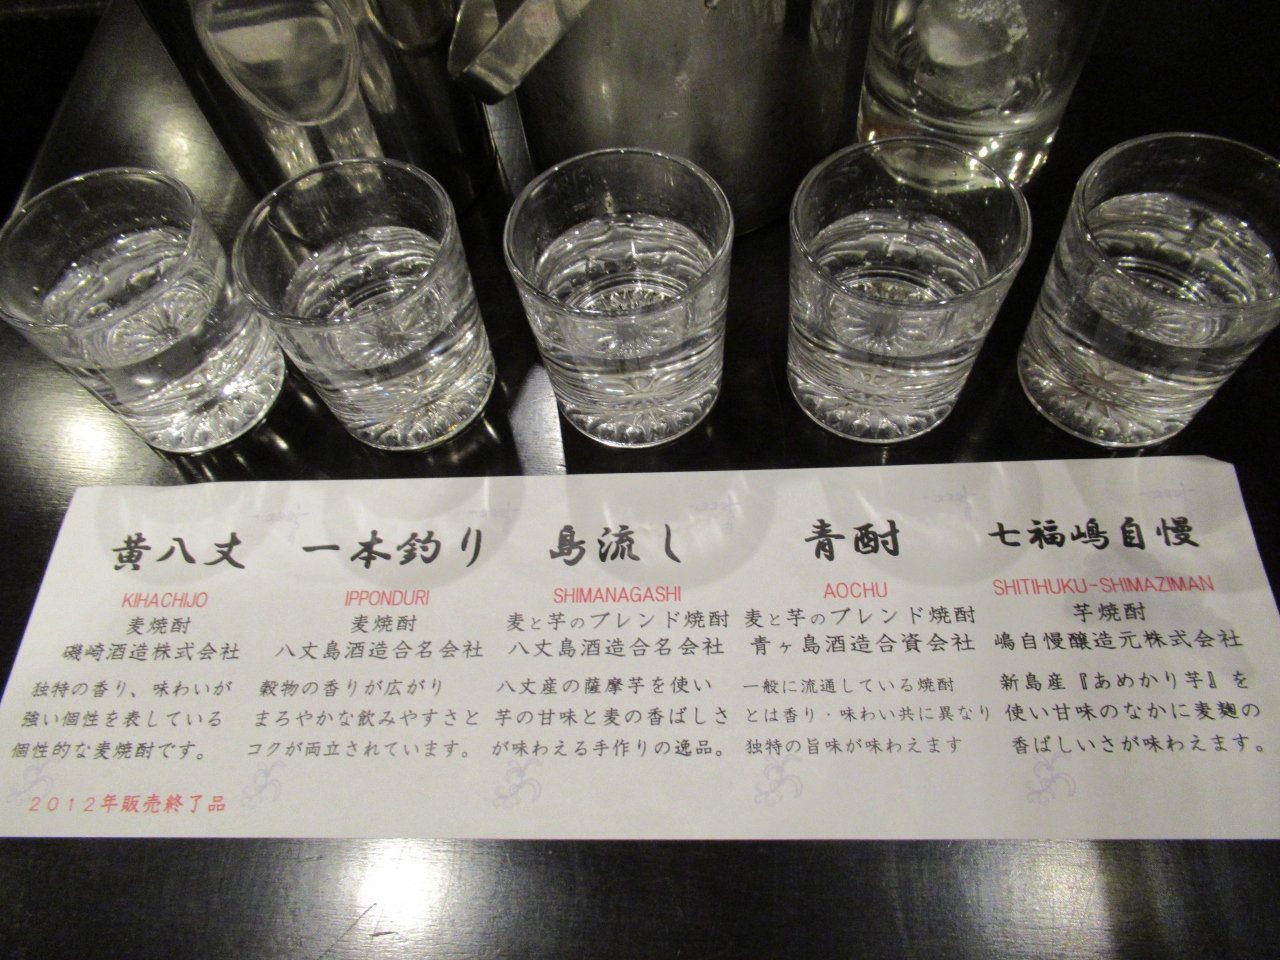 黄八丈
KIHACHIJO
麦焼酎
磯崎酒造株式会社
独特の香り、味わいが
強い個性を表している
個性的な麦焼酎です。
2012年販売終了品
一本釣り
IPPONDURI
麦焼酎
八丈島酒造合名会社
穀物の香りが広がり
まろやかな飲みやすさと
コクが両立されています。
島流し
SHIMANAGASHI
麦と芋のブレンド焼酎
八丈島酒造合名会社
八丈産の薩摩芋を使い
芋の甘味と麦の香ばしさ
が味わえる手作りの逸品。
青酎
AOCHU
麦と芋のブレンド焼酎
青ヶ島酒造合資会社
一般に流通している焼酎
とは香り・味わい共に異なり
独特の旨味が味わえます
七福嶋自慢
SHITIHUKU-SHIMAZIMAN
芋焼酎
嶋自慢醸造元株式会社
新島産『あめかり芋』を
使い甘味のなかに麦麹の
香ばしいさが味わえます。